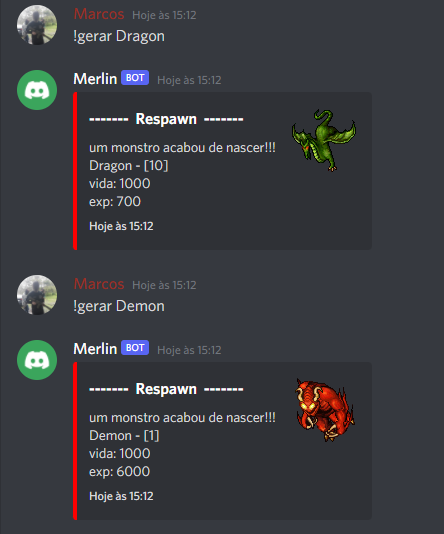 Marcos Hoje às 15:12
!gerar Dragon
Merlin BOT Hoje às 15:12
------- Respawn -------
um monstro acabou de nascer!!!
Dragon - [10]
vida: 1000
exp: 700
Hoje às 15:12
Marcos Hoje às 15:12
!gerar Demon
Merlin BOT Hoje às 15:12
------- Respawn -------
um monstro acabou de nascer!!!
Demon - [1]
vida: 1000
exp: 6000
Hoje às 15:12